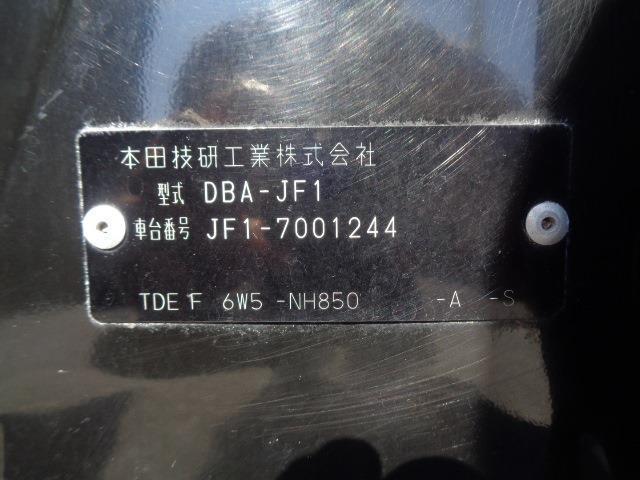 本田技研工業株式会社
型式 DBA-JF1
車台番号 JF1-7001244
TDE F 6W5 -NH850 -A -S